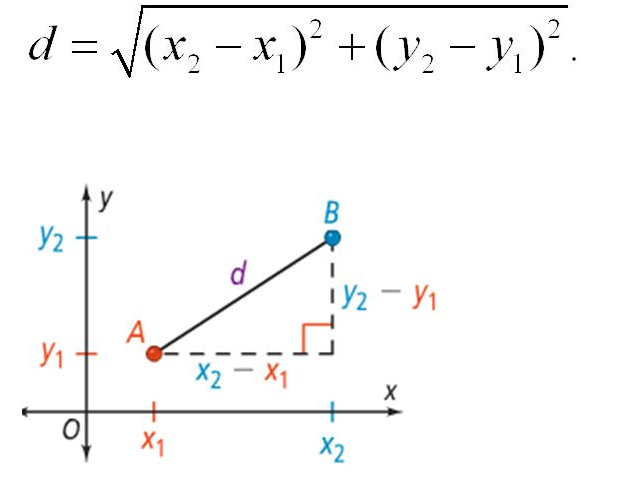 d = √(x₂ − x₁)² + (y₂ − y₁)².
y
B
y₂
d
y₂ − y₁
A
y₁
x₂ − x₁
x
O
x₁
x₂